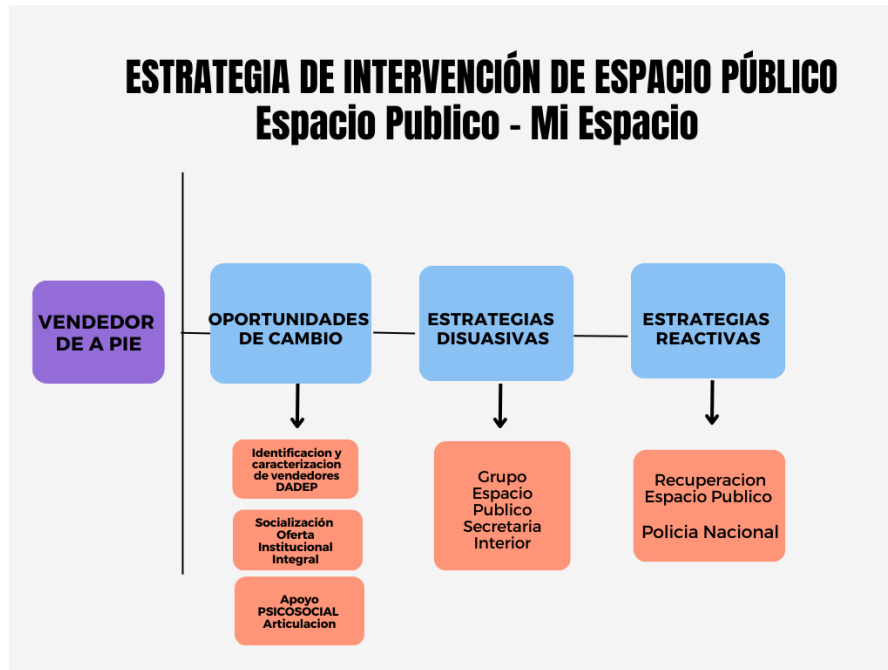 ESTRATEGIA DE INTERVENCIÓN DE ESPACIO PÚBLICO
Espacio Publico - Mi Espacio
VENDEDOR
DE A PIE
OPORTUNIDADES
DE CAMBIO
Identificacion y
caracterizacion
de vendedores
DADEP
Socialización
Oferta
Institucional
Integral
Apoyo
PSICOSOCIAL
Articulacion
ESTRATEGIAS
DISUASIVAS
Grupo
Espacio
Publico
Secretaria
Interior
ESTRATEGIAS
REACTIVAS
Recuperacion
Espacio Publico
Policia Nacional